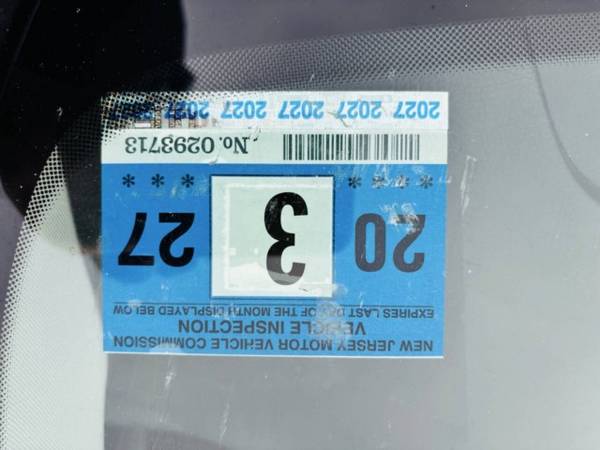 NEW JERSEY MOTOR VEHICLE COMMISSION
VEHICLE INSPECTION
EXPIRES LAST DAY OF THE MONTH DISPLAYED BELOW
20 3 27
* * * * * *
No. 0293713
2027 2027 2027 2027 2027 2027